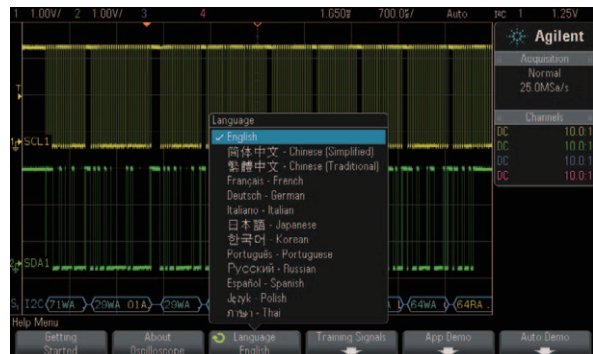 1 1.00V/ 2 1.00V/ 3 4 1.650s 700.0s/ Auto I²C 1 1.25V
Agilent
Acquisition
Normal
25.0MSa/s
Channels
DC 10.0:1
DC 10.0:1
DC 10.0:1
DC 10.0:1
T
SCL1
SDA1
Language
English
简体中文 - Chinese (Simplified)
繁體中文 - Chinese (Traditional)
Français - French
Deutsch - German
Italiano - Italian
日本語 - Japanese
한국어 - Korean
Português - Portuguese
Русский - Russian
Español - Spanish
Język - Polish
ภาษา - Thai
I2C 71WA 29WA 01A 29WA 64WA 64RA
Help Menu
Getting Started
About Oscilloscope
Language English
Training Signals
App Demo
Auto Demo